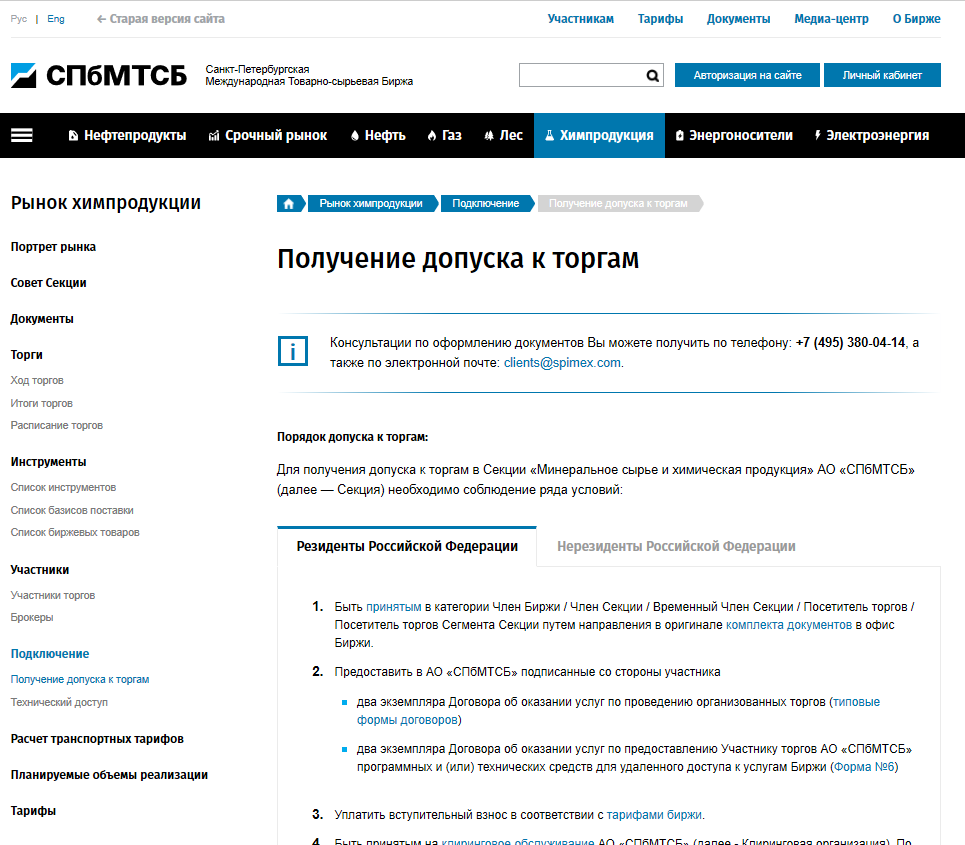 Рус | Eng ← Старая версия сайта Участникам Тарифы Документы Медиа-центр О Бирже
СПбМТСБ
Санкт-Петербургская
Международная Товарно-сырьевая Биржа
Авторизация на сайте Личный кабинет
Нефтепродукты Срочный рынок Нефть Газ Лес Химпродукция Энергоносители Электроэнергия
Рынок химпродукции
Портрет рынка
Совет Секции
Документы
Торги
Ход торгов
Итоги торгов
Расписание торгов
Инструменты
Список инструментов
Список базисов поставки
Список биржевых товаров
Участники
Участники торгов
Брокеры
Подключение
Получение допуска к торгам
Технический доступ
Расчет транспортных тарифов
Планируемые объемы реализации
Тарифы
Рынок химпродукции Подключение Получение допуска к торгам
Получение допуска к торгам
Консультации по оформлению документов Вы можете получить по телефону: +7 (495) 380-04-14, а
также по электронной почте: clients@spimex.com.
Порядок допуска к торгам:
Для получения допуска к торгам в Секции «Минеральное сырье и химическая продукция» АО «СПбМТСБ»
(далее — Секция) необходимо соблюдение ряда условий:
Резиденты Российской Федерации Нерезиденты Российской Федерации
1. Быть принятым в категории Член Биржи / Член Секции / Временный Член Секции / Посетитель торгов /
Посетитель торгов Сегмента Секции путем направления в оригинале комплекта документов в офис
Биржи.
2. Предоставить в АО «СПбМТСБ» подписанные со стороны участника
два экземпляра Договора об оказании услуг по проведению организованных торгов (типовые
формы договоров)
два экземпляра Договора об оказании услуг по предоставлению Участнику торгов АО «СПбМТСБ»
программных и (или) технических средств для удаленного доступа к услугам Биржи (Форма №6)
3. Уплатить вступительный взнос в соответствии с тарифами биржи.
4. Быть принятым на клиринговое обслуживание АО «СПбМТСБ» (далее - Клиринговая организация). По